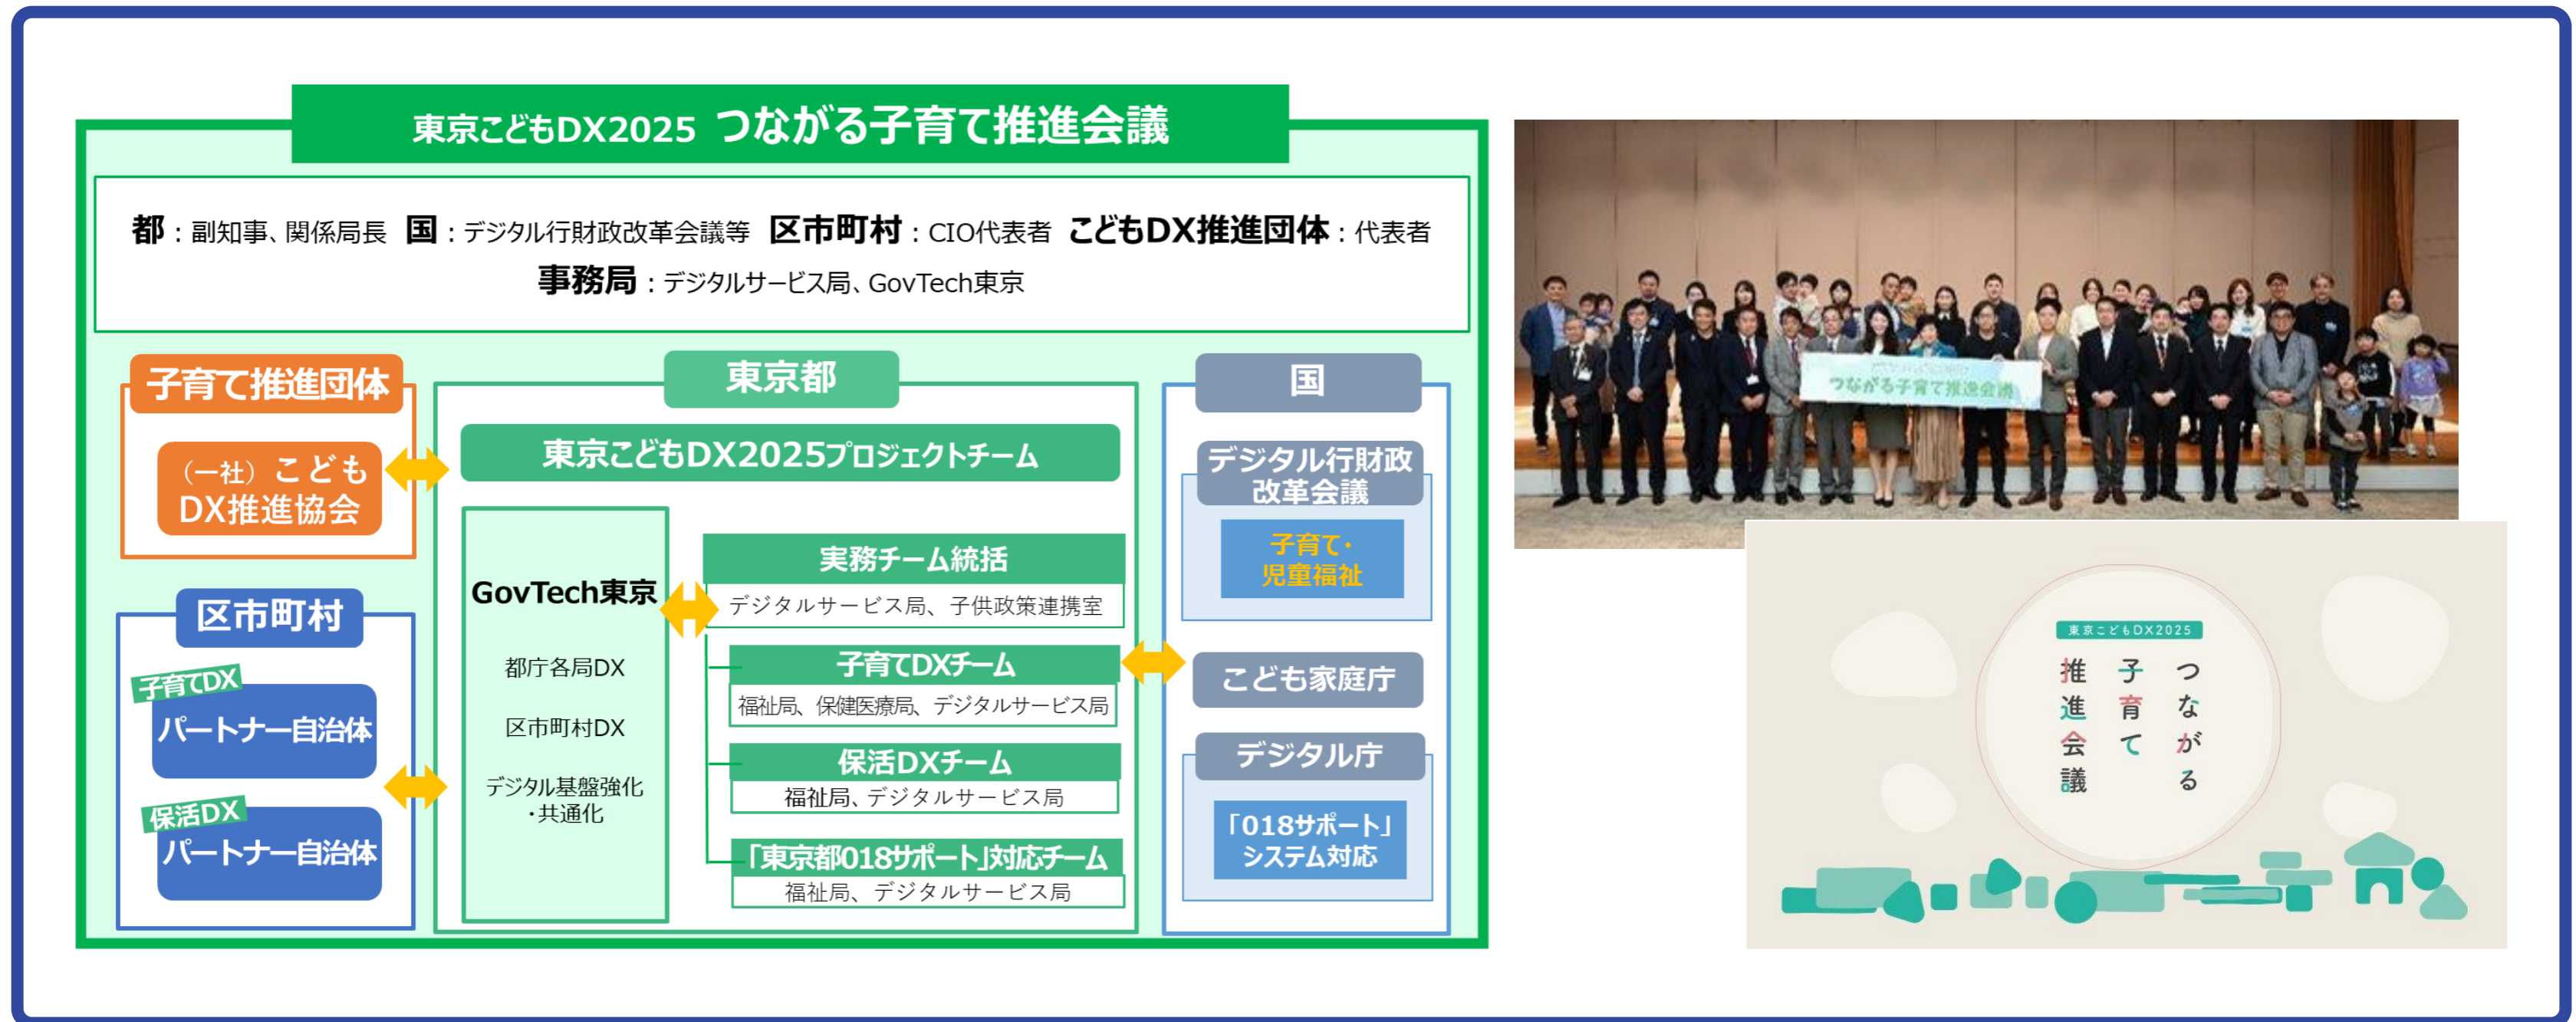 東京こどもDX2025 つながる子育て推進会議
都：副知事、関係局長 国：デジタル行財政改革会議等 区市町村：CIO代表者 こどもDX推進団体：代表者
事務局：デジタルサービス局、GovTech東京
子育て推進団体
（一社）こども
DX推進協会
区市町村
子育てDX
パートナー自治体
保活DX
パートナー自治体
東京都
東京こどもDX2025プロジェクトチーム
GovTech東京
都庁各局DX
区市町村DX
デジタル基盤強化
・共通化
実務チーム統括
デジタルサービス局、子供政策連携室
子育てDXチーム
福祉局、保健医療局、デジタルサービス局
保活DXチーム
福祉局、デジタルサービス局
「東京都018サポート」対応チーム
福祉局、デジタルサービス局
国
デジタル行財政
改革会議
子育て・
児童福祉
こども家庭庁
デジタル庁
「018サポート」
システム対応
つながる子育て推進会議
東京こどもDX2025
つながる
子育て
推進会議